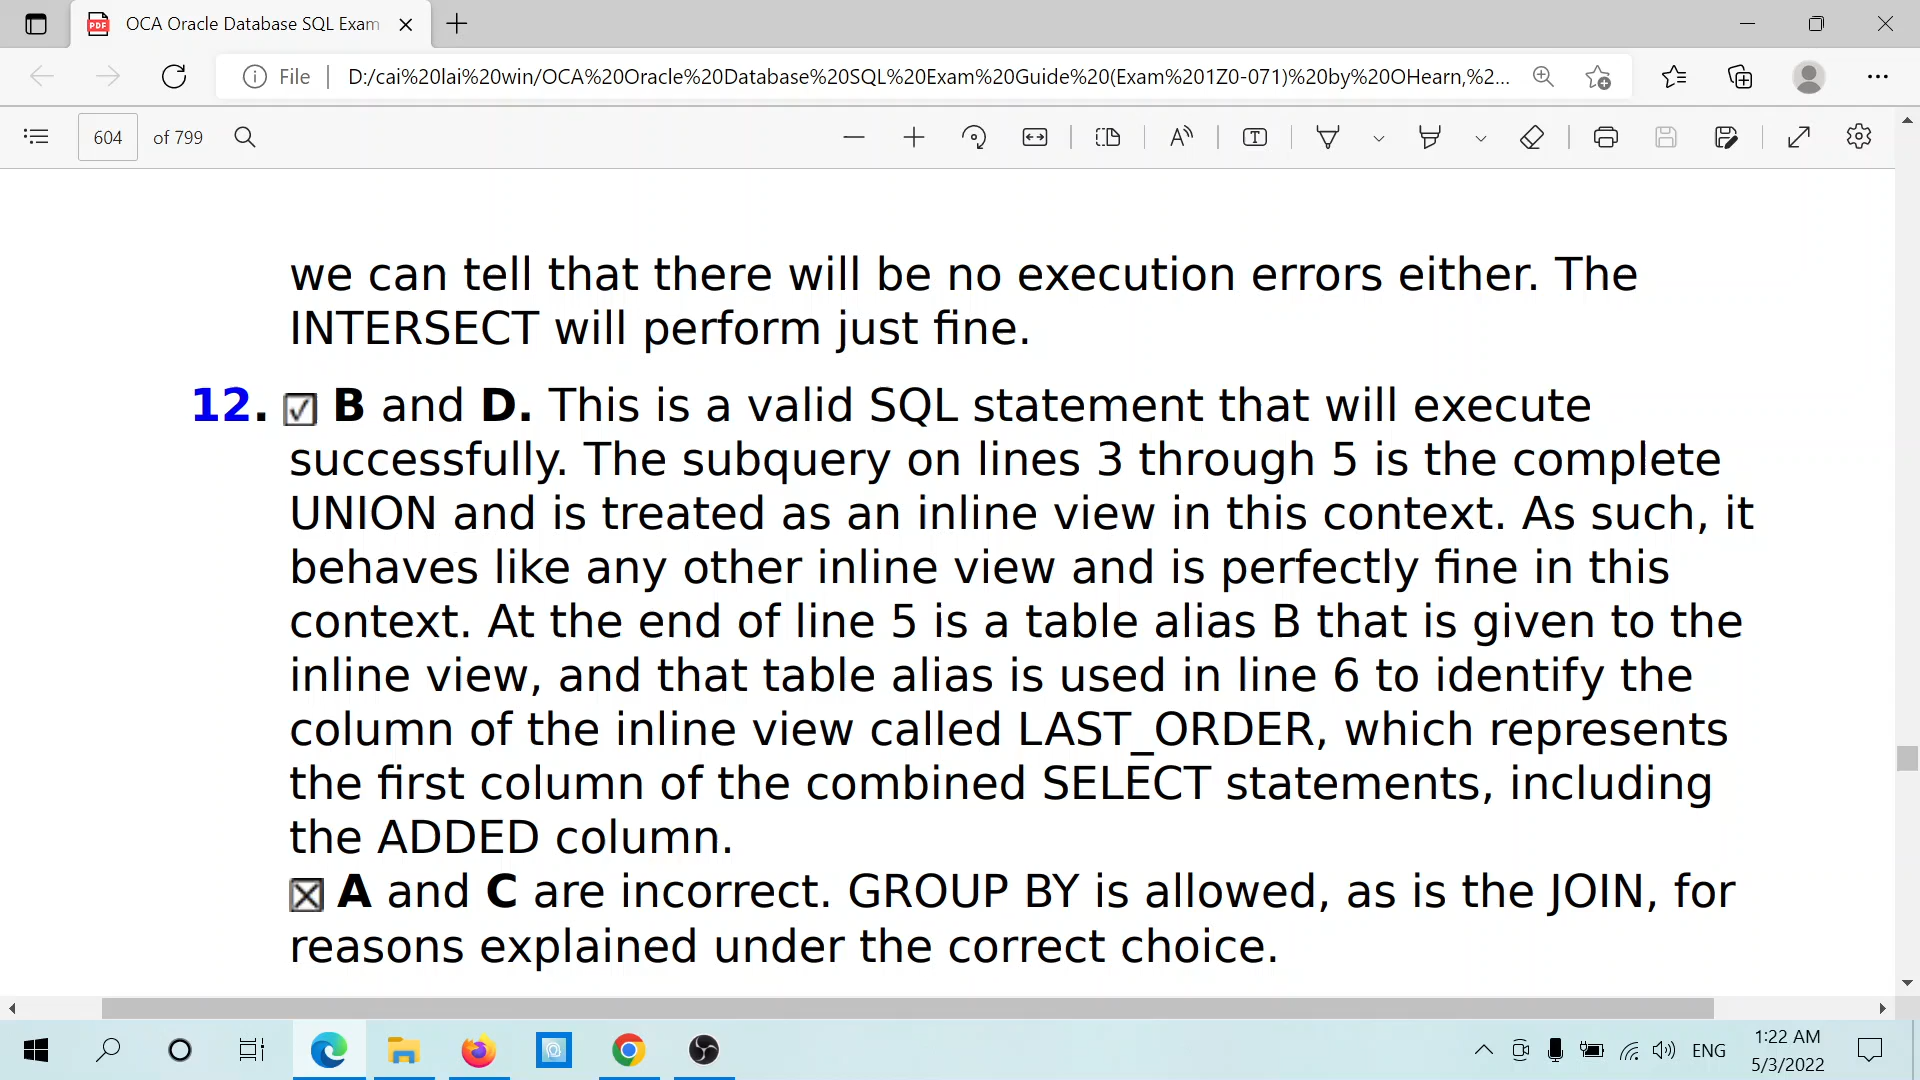 OCA Oracle Database SQL Exam
File
D:/cai%20lai%20win/OCA%20Oracle%20Database%20SQL%20Exam%20Guide%20(Exam%201Z0-071)%20by%20OHearn,%2...
604 of 799
we can tell that there will be no execution errors either. The
INTERSECT will perform just fine.
12. B and D. This is a valid SQL statement that will execute
successfully. The subquery on lines 3 through 5 is the complete
UNION and is treated as an inline view in this context. As such, it
behaves like any other inline view and is perfectly fine in this
context. At the end of line 5 is a table alias B that is given to the
inline view, and that table alias is used in line 6 to identify the
column of the inline view called LAST_ORDER, which represents
the first column of the combined SELECT statements, including
the ADDED column.
A and C are incorrect. GROUP BY is allowed, as is the JOIN, for
reasons explained under the correct choice.
ENG
1:22 AM
5/3/2022